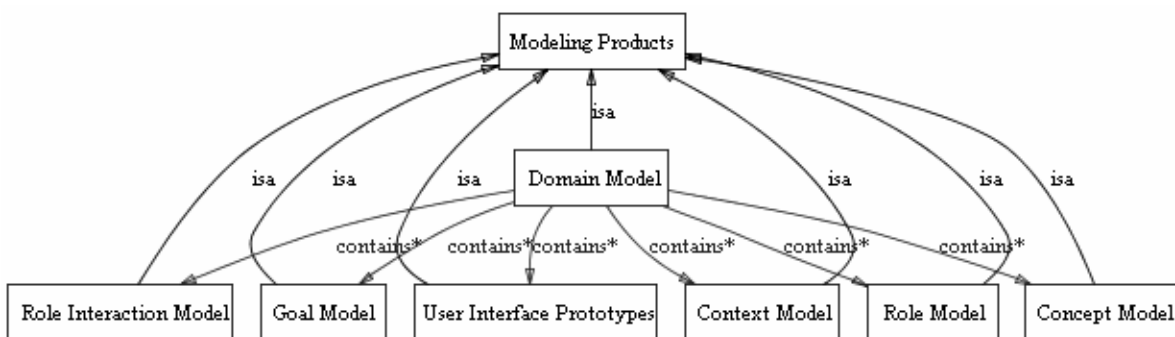 Modeling Products
isa
Domain Model
isa isa isa isa isa isa
contains* contains* contains* contains* contains* contains*
Role Interaction Model Goal Model User Interface Prototypes Context Model Role Model Concept Model